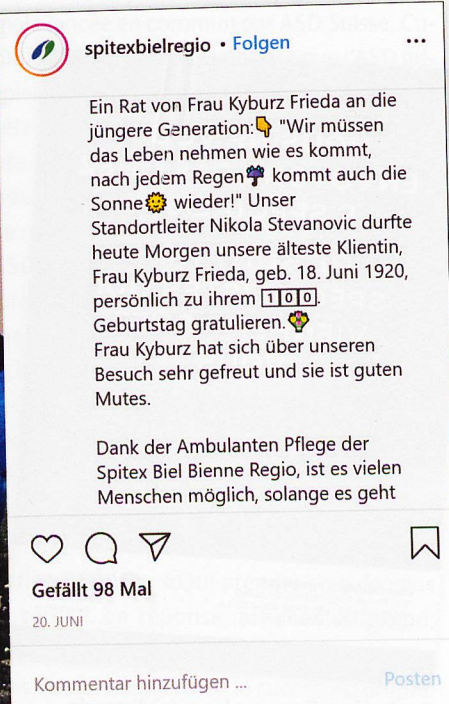 spitexbielregio • Folgen ...
Ein Rat von Frau Kyburz Frieda an die
jüngere Generation:👇 "Wir müssen
das Leben nehmen wie es kommt,
nach jedem Regen☔ kommt auch die
Sonne🌞 wieder!" Unser
Standortleiter Nikola Stevanovic durfte
heute Morgen unsere älteste Klientin,
Frau Kyburz Frieda, geb. 18. Juni 1920,
persönlich zu ihrem 100.
Geburtstag gratulieren.💐
Frau Kyburz hat sich über unseren
Besuch sehr gefreut und sie ist guten
Mutes.
Dank der Ambulanten Pflege der
Spitex Biel Bienne Regio, ist es vielen
Menschen möglich, solange es geht
Gefällt 98 Mal
20. JUNI
Kommentar hinzufügen ... Posten